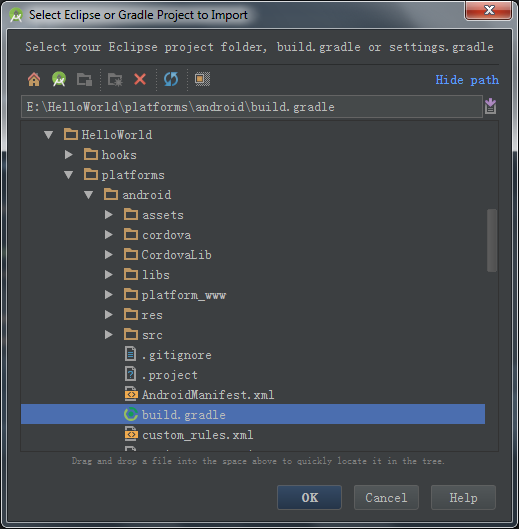 Select Eclipse or Gradle Project to Import
Select your Eclipse project folder, build.gradle or settings.gradle
Hide path
E:\HelloWorld\platforms\android\build.gradle
HelloWorld
hooks
platforms
android
assets
cordova
CordovaLib
libs
platform_www
res
src
.gitignore
.project
AndroidManifest.xml
build.gradle
custom_rules.xml
Drag and drop a file into the space above to quickly locate it in the tree.
OK Cancel Help